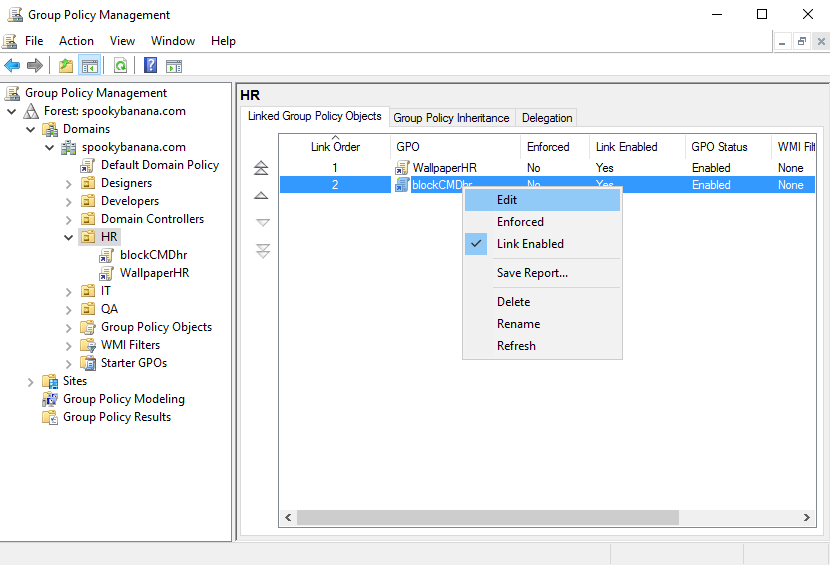 Group Policy Management
File Action View Window Help
Group Policy Management
Forest: spookybanana.com
Domains
spookybanana.com
Default Domain Policy
Designers
Developers
Domain Controllers
HR
blockCMDhr
WallpaperHR
IT
QA
Group Policy Objects
WMI Filters
Starter GPOs
Sites
Group Policy Modeling
Group Policy Results
HR
Linked Group Policy Objects Group Policy Inheritance Delegation
Link Order GPO Enforced Link Enabled GPO Status WMI Filt
1 WallpaperHR No Yes Enabled None
2 blockCMDhr No Yes Enabled None
Edit
Enforced
Link Enabled
Save Report...
Delete
Rename
Refresh